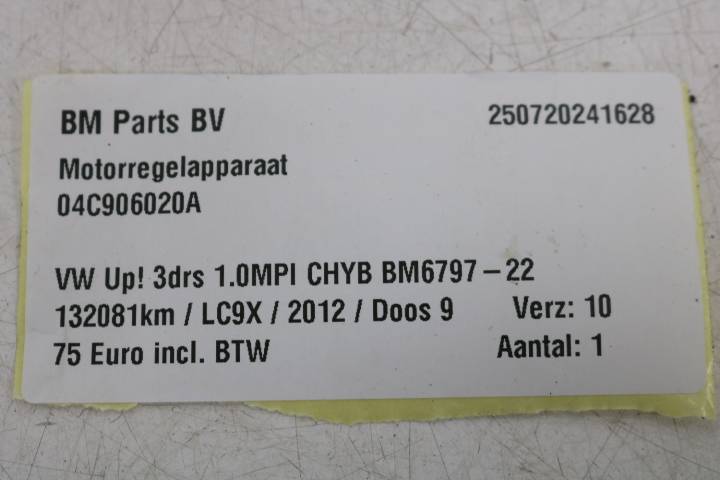 BM Parts BV 250720241628
Motorregelapparaat
04C906020A
VW Up! 3drs 1.0MPI CHYB BM6797-22
132081km / LC9X / 2012 / Doos 9 Verz: 10
75 Euro incl. BTW Aantal: 1